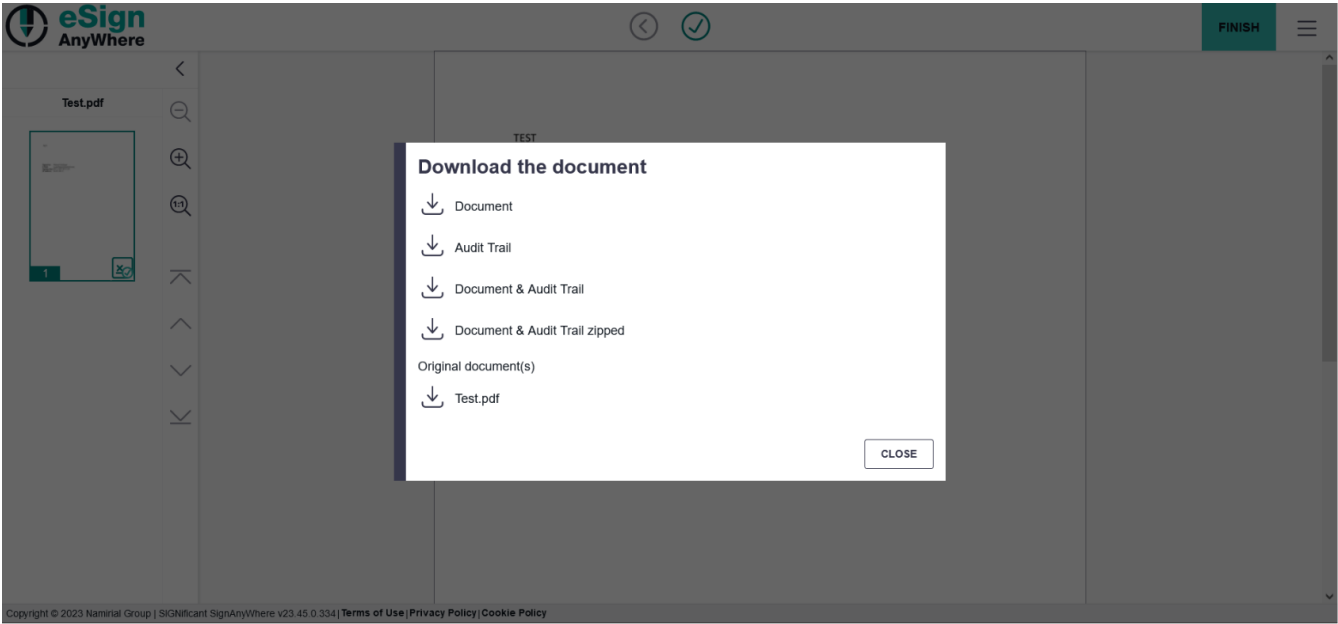 eSign
AnyWhere
FINISH
Test.pdf
1:1
1
TEST
Download the document
Document
Audit Trail
Document & Audit Trail
Document & Audit Trail zipped
Original document(s)
Test.pdf
CLOSE
Copyright © 2023 Namirial Group | SIGNificant SignAnyWhere v23.45.0.334 | Terms of Use | Privacy Policy | Cookie Policy